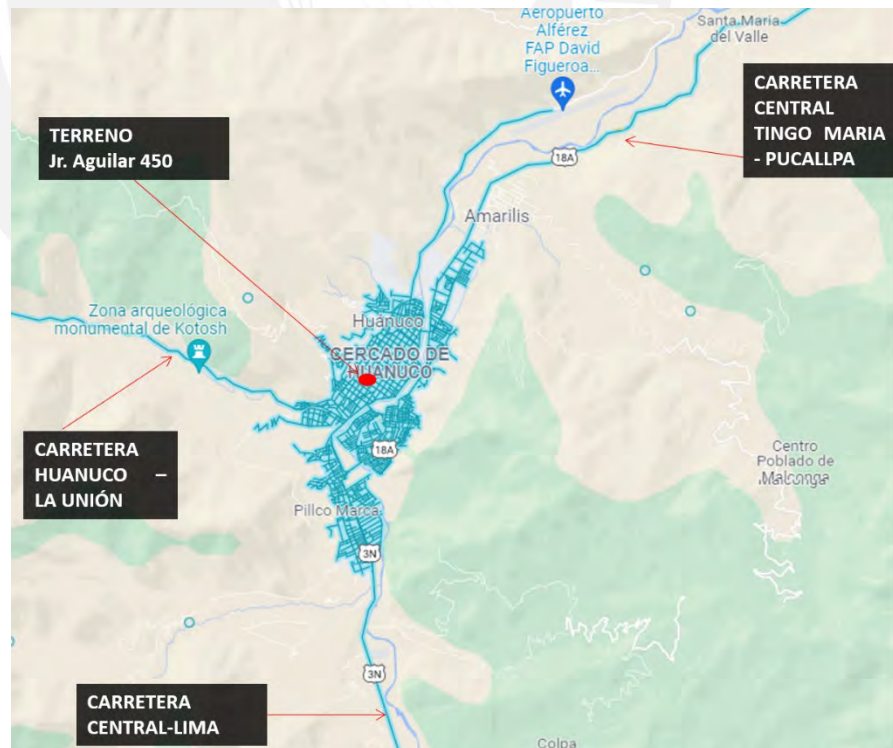 Aeropuerto
Alférez
FAP David
Figueroa...
Santa Maria
del Valle
CARRETERA
CENTRAL
TINGO MARIA
- PUCALLPA
TERRENO
Jr. Aguilar 450
18A
Amarilis
Zona arqueológica
monumental de Kotosh
Huánuco
CERCADO DE
HUANUCO
CARRETERA
HUANUCO –
LA UNIÓN
18A
Centro
Poblado de
Malconga
Pillco Marca
3N
3N
CARRETERA
CENTRAL-LIMA
Colpa